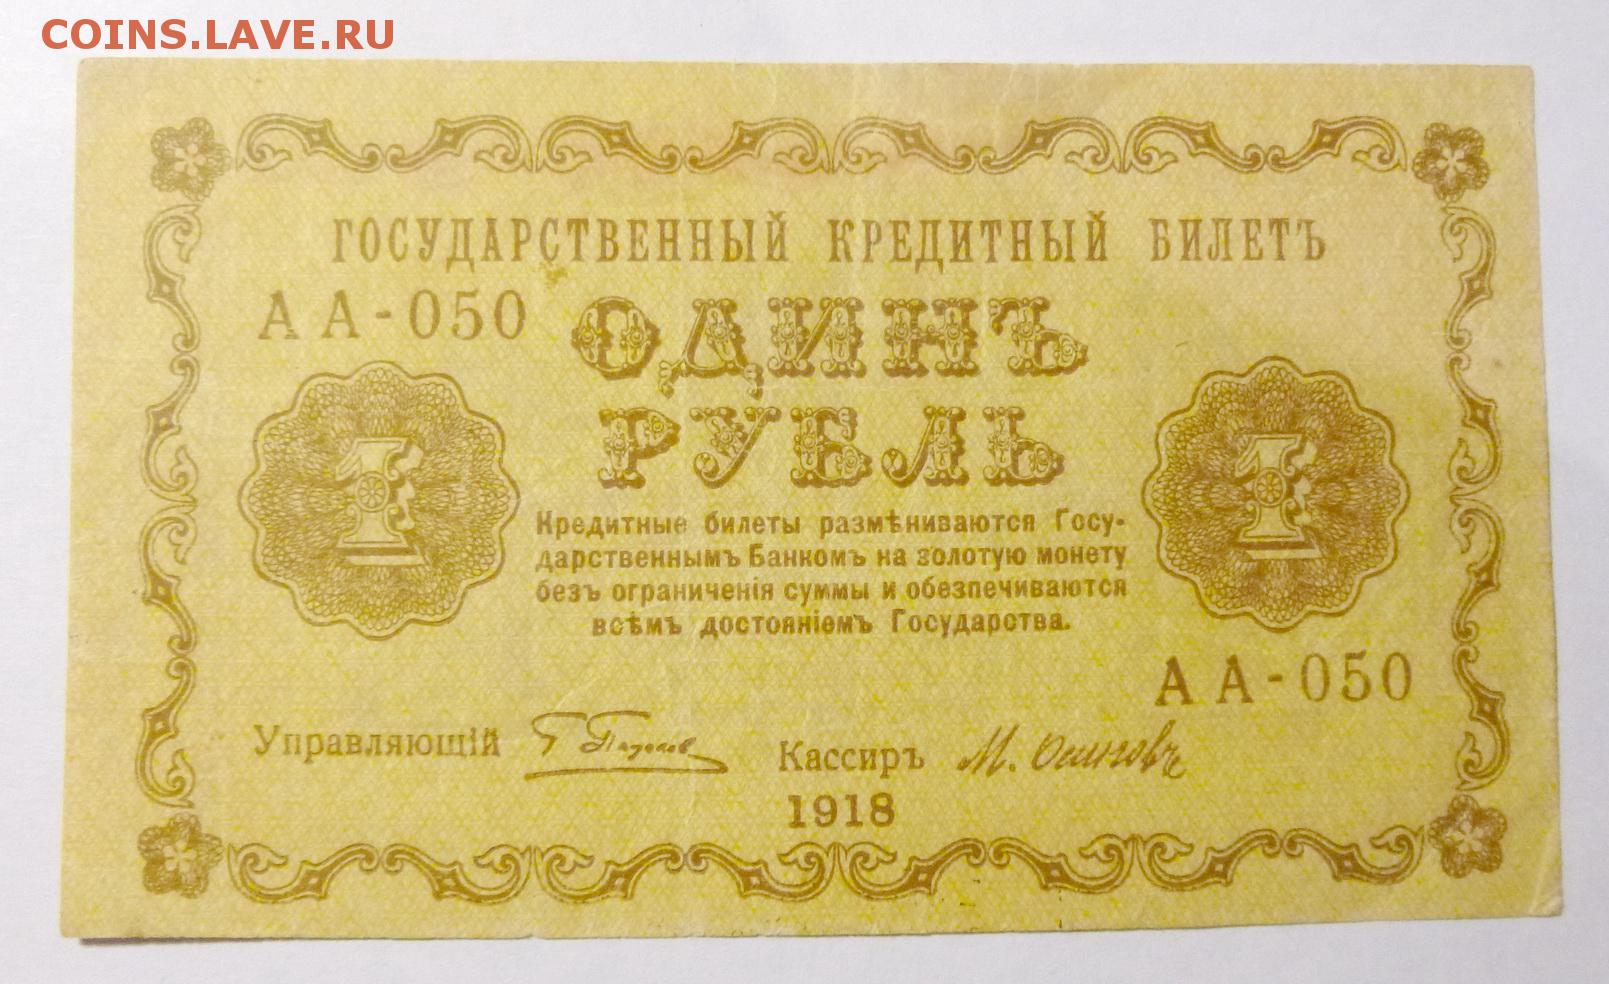 COINS.LAVE.RU
ГОСУДАРСТВЕННЫЙ КРЕДИТНЫЙ БИЛЕТЪ
АА-050
ОДИНЪ
РУБЛЬ
1
1
Кредитные билеты размѣниваются Госу-
дарственнымъ Банкомъ на золотую монету
безъ ограниченія суммы и обезпечиваются
всѣмъ достояніемъ Государства.
АА-050
Управляющій
Кассиръ М. Осиповъ
1918